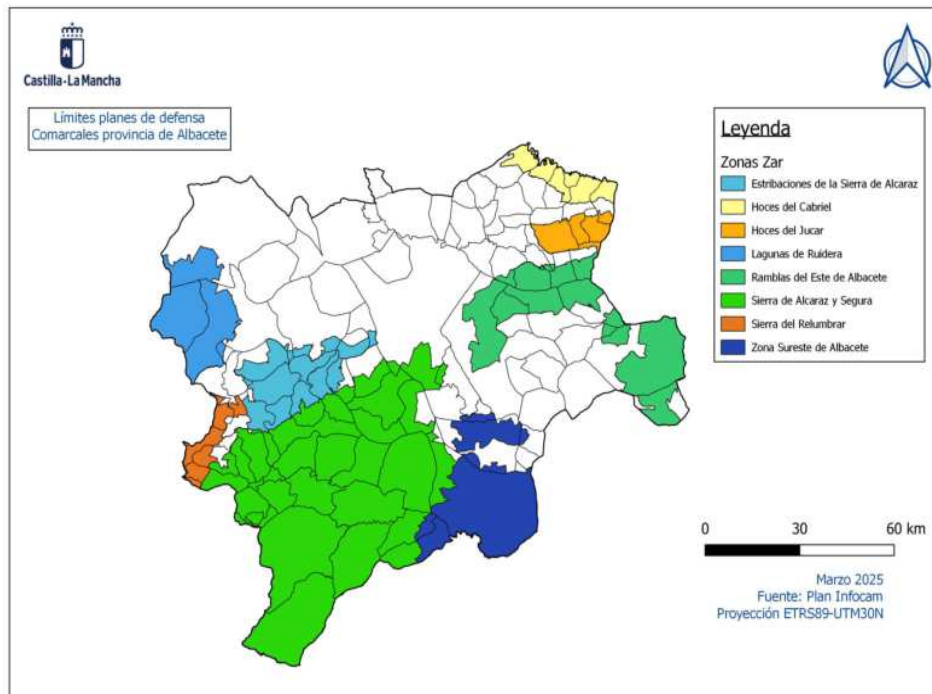 Castilla-La Mancha
Límites planes de defensa
Comarcales provincia de Albacete
Leyenda
Zonas Zar
Estribaciones de la Sierra de Alcaraz
Hoces del Cabriel
Hoces del Jucar
Lagunas de Ruidera
Ramblas del Este de Albacete
Sierra de Alcaraz y Segura
Sierra del Relumbrar
Zona Sureste de Albacete
0 30 60 km
Marzo 2025
Fuente: Plan Infocam
Proyección ETRS89-UTM30N